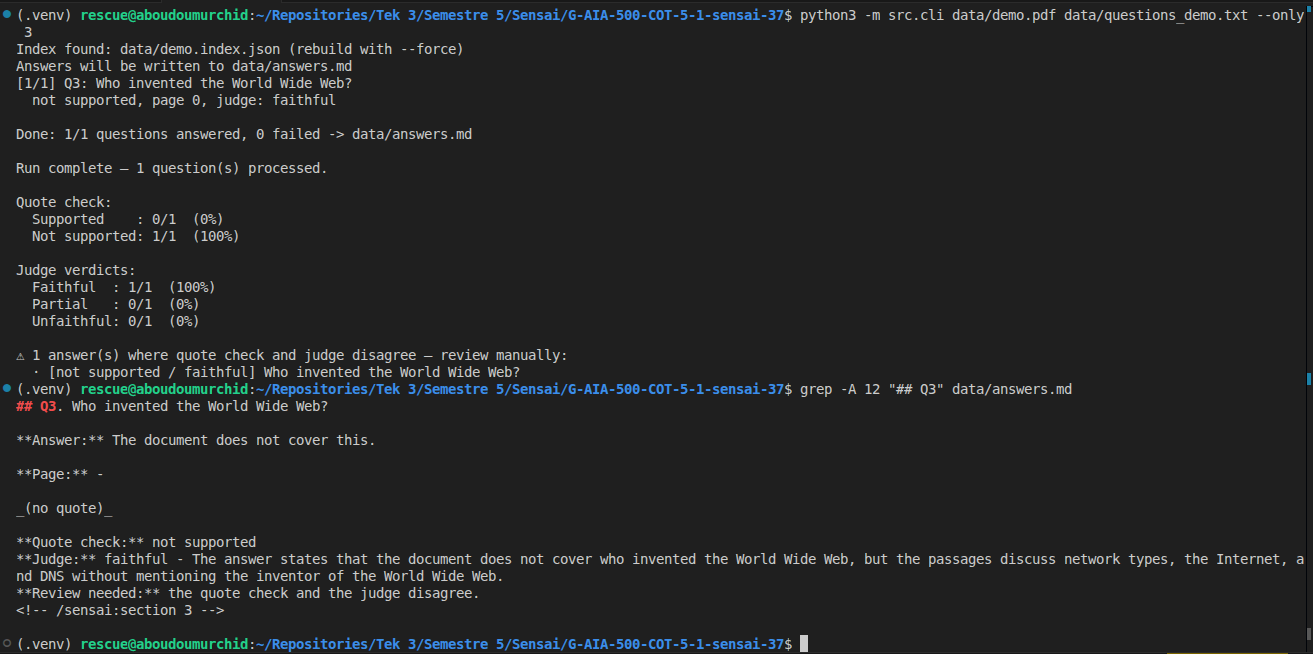 (.venv) rescue@aboudoumurchid:~/Repositories/Tek 3/Semestre 5/Sensai/G-AIA-500-COT-5-1-sensai-37$ python3 -m src.cli data/demo.pdf data/questions_demo.txt --only
 3
Index found: data/demo.index.json (rebuild with --force)
Answers will be written to data/answers.md
[1/1] Q3: Who invented the World Wide Web?
  not supported, page 0, judge: faithful

Done: 1/1 questions answered, 0 failed -> data/answers.md

Run complete — 1 question(s) processed.

Quote check:
  Supported    : 0/1  (0%)
  Not supported: 1/1  (100%)

Judge verdicts:
  Faithful  : 1/1  (100%)
  Partial   : 0/1  (0%)
  Unfaithful: 0/1  (0%)

⚠ 1 answer(s) where quote check and judge disagree — review manually:
  · [not supported / faithful] Who invented the World Wide Web?
(.venv) rescue@aboudoumurchid:~/Repositories/Tek 3/Semestre 5/Sensai/G-AIA-500-COT-5-1-sensai-37$ grep -A 12 "## Q3" data/answers.md
## Q3. Who invented the World Wide Web?

**Answer:** The document does not cover this.

**Page:** -

_(no quote)_

**Quote check:** not supported
**Judge:** faithful - The answer states that the document does not cover who invented the World Wide Web, but the passages discuss network types, the Internet, a
nd DNS without mentioning the inventor of the World Wide Web.
**Review needed:** the quote check and the judge disagree.
<!-- /sensai:section 3 -->

(.venv) rescue@aboudoumurchid:~/Repositories/Tek 3/Semestre 5/Sensai/G-AIA-500-COT-5-1-sensai-37$